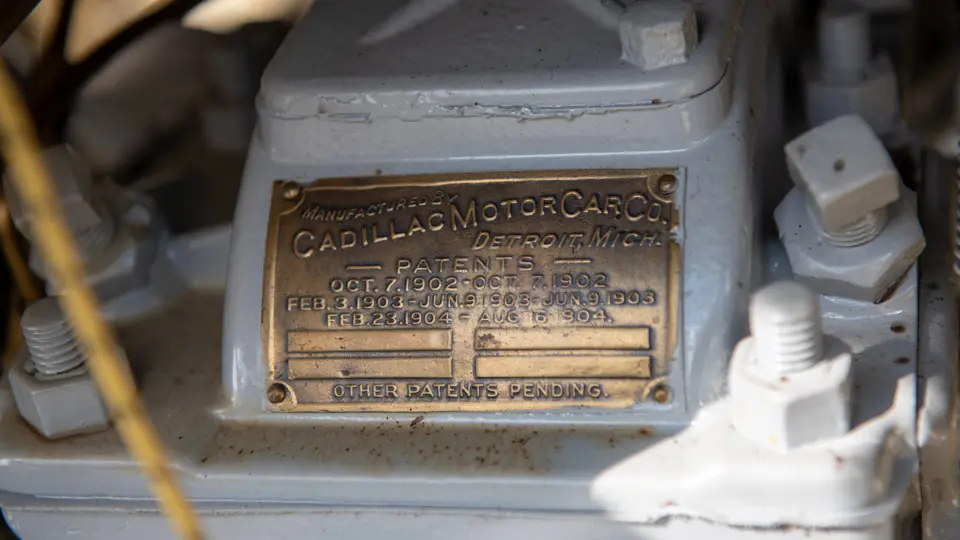 MANUFACTURED BY
CADILLAC MOTOR CAR CO.
DETROIT, MICH.
— PATENTS —
OCT. 7. 1902 - OCT. 7. 1902
FEB. 3. 1903 - JUN. 9. 1903 - JUN. 9. 1903
FEB. 23. 1904 - AUG. 16. 1904.
OTHER PATENTS PENDING.